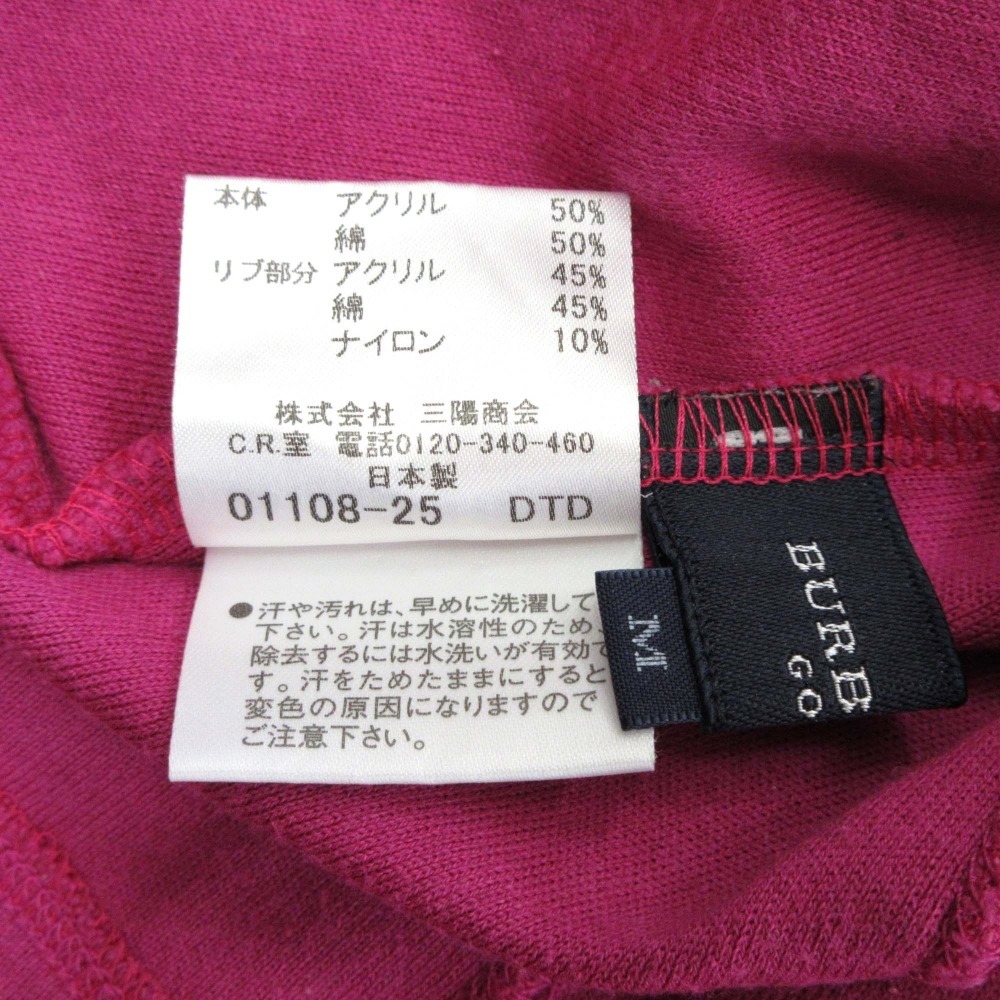 本体 アクリル 50%
綿 50%
リブ部分 アクリル 45%
綿 45%
ナイロン 10%
株式会社 三陽商会
C.R.室 電話0120-340-460
日本製
01108-25 DTD
●汗や汚れは、早めに洗濯して
下さい。汗は水溶性のため、
除去するには水洗いが有効で
す。汗をためたままにすると
変色の原因になりますので
ご注意下さい。
M
BURB
GO